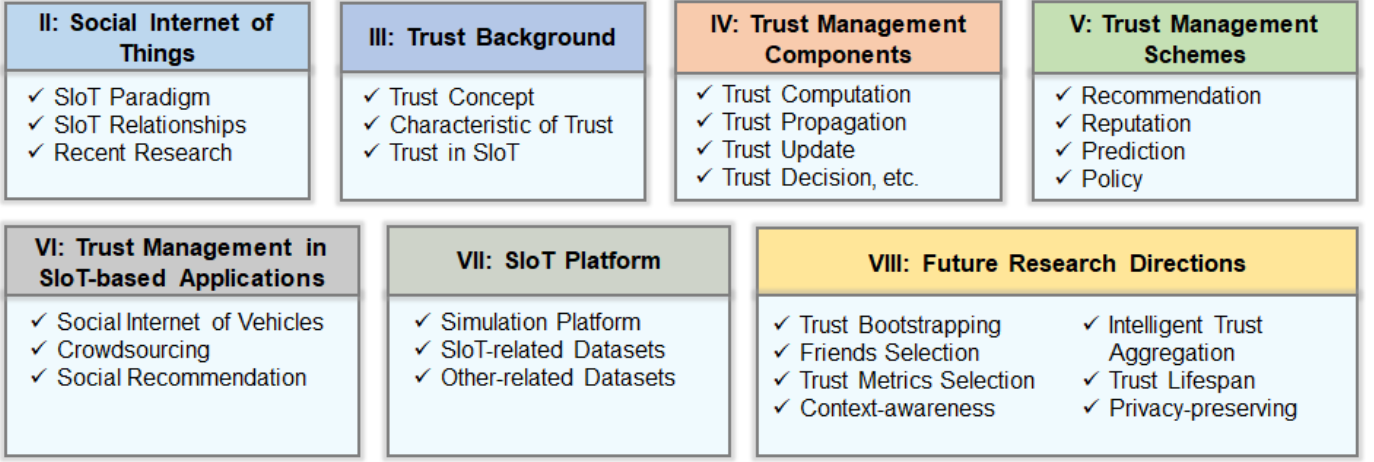 II: Social Internet of
Things
✓ SIoT Paradigm
✓ SIoT Relationships
✓ Recent Research
III: Trust Background
✓ Trust Concept
✓ Characteristic of Trust
✓ Trust in SIoT
IV: Trust Management
Components
✓ Trust Computation
✓ Trust Propagation
✓ Trust Update
✓ Trust Decision, etc.
V: Trust Management
Schemes
✓ Recommendation
✓ Reputation
✓ Prediction
✓ Policy
VI: Trust Management in
SIoT-based Applications
✓ Social Internet of Vehicles
✓ Crowdsourcing
✓ Social Recommendation
VII: SIoT Platform
✓ Simulation Platform
✓ SIoT-related Datasets
✓ Other-related Datasets
VIII: Future Research Directions
✓ Trust Bootstrapping
✓ Friends Selection
✓ Trust Metrics Selection
✓ Context-awareness
✓ Intelligent Trust
Aggregation
✓ Trust Lifespan
✓ Privacy-preserving